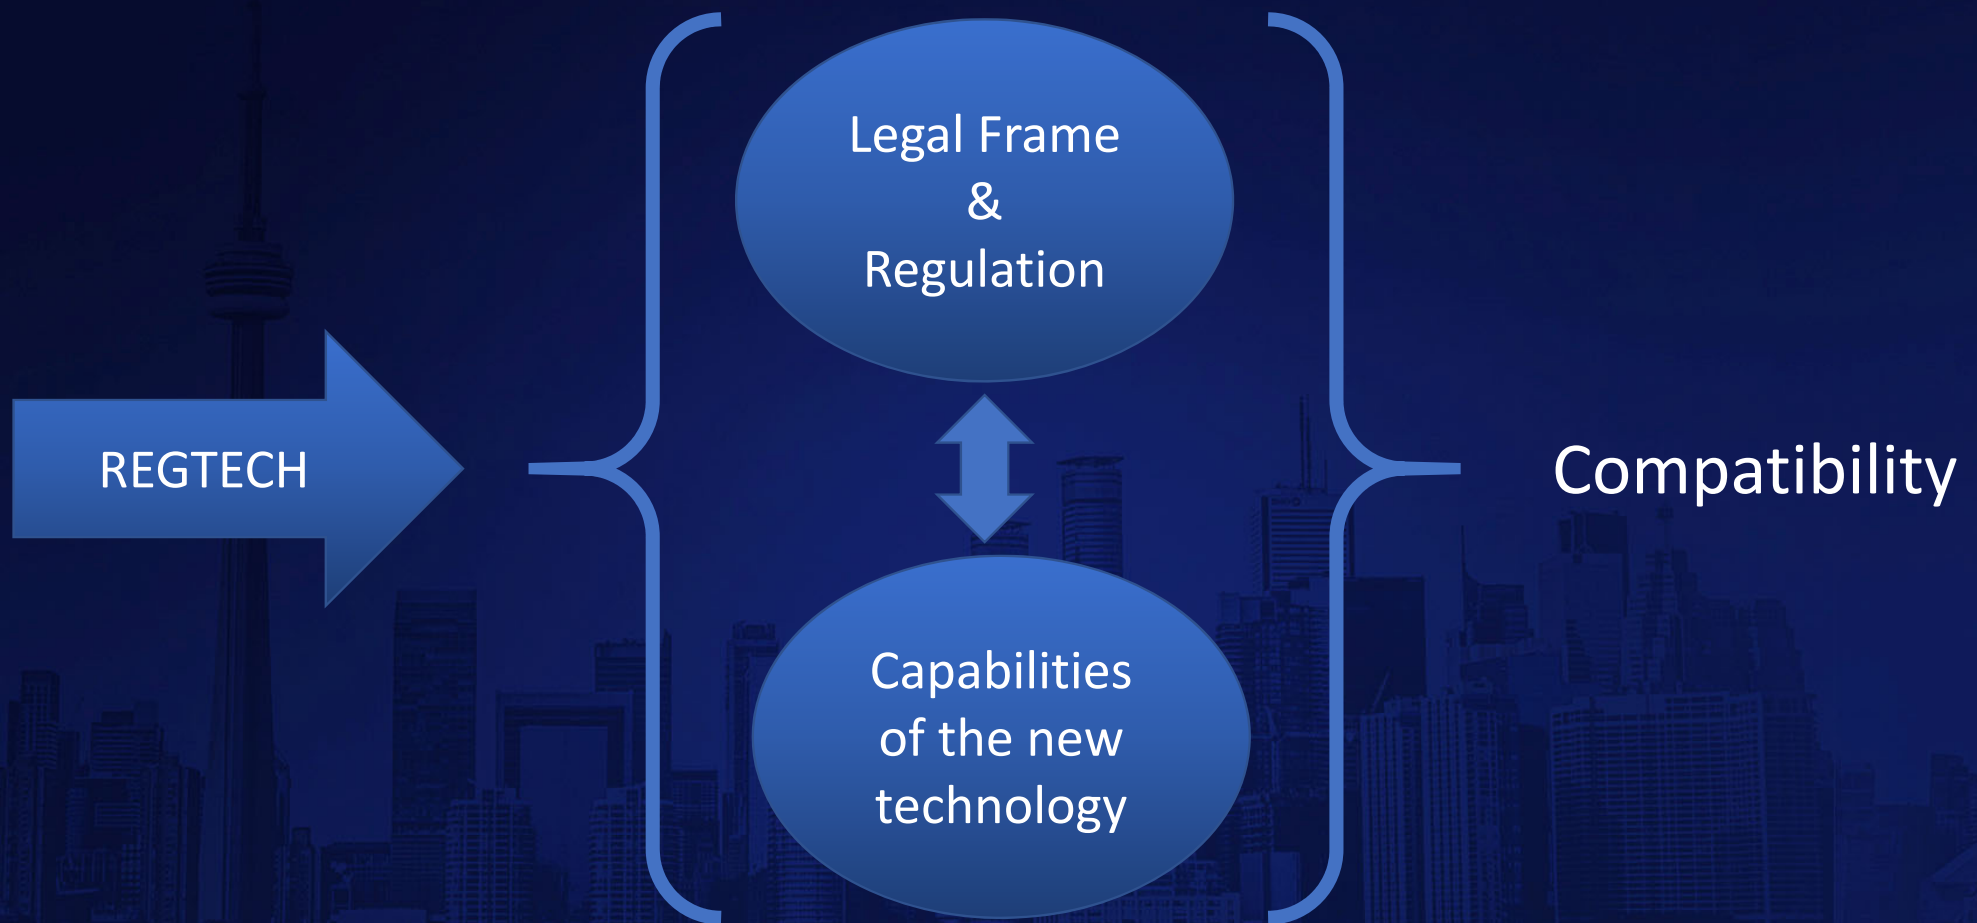 REGTECH
Legal Frame
&
Regulation
Capabilities
of the new
technology
Compatibility